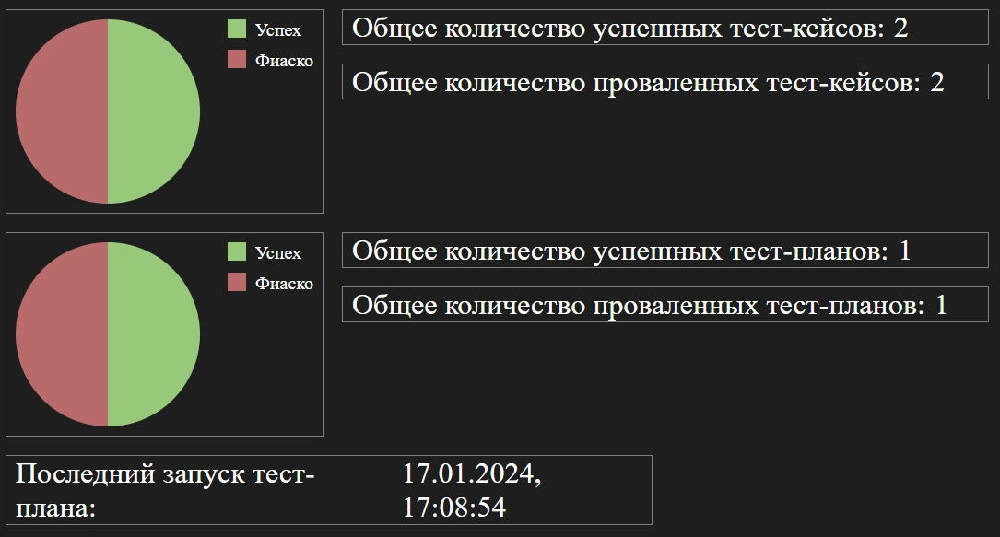 Успех
Фиаско
Общее количество успешных тест-кейсов: 2
Общее количество проваленных тест-кейсов: 2
Успех
Фиаско
Общее количество успешных тест-планов: 1
Общее количество проваленных тест-планов: 1
Последний запуск тест-
плана:
17.01.2024,
17:08:54